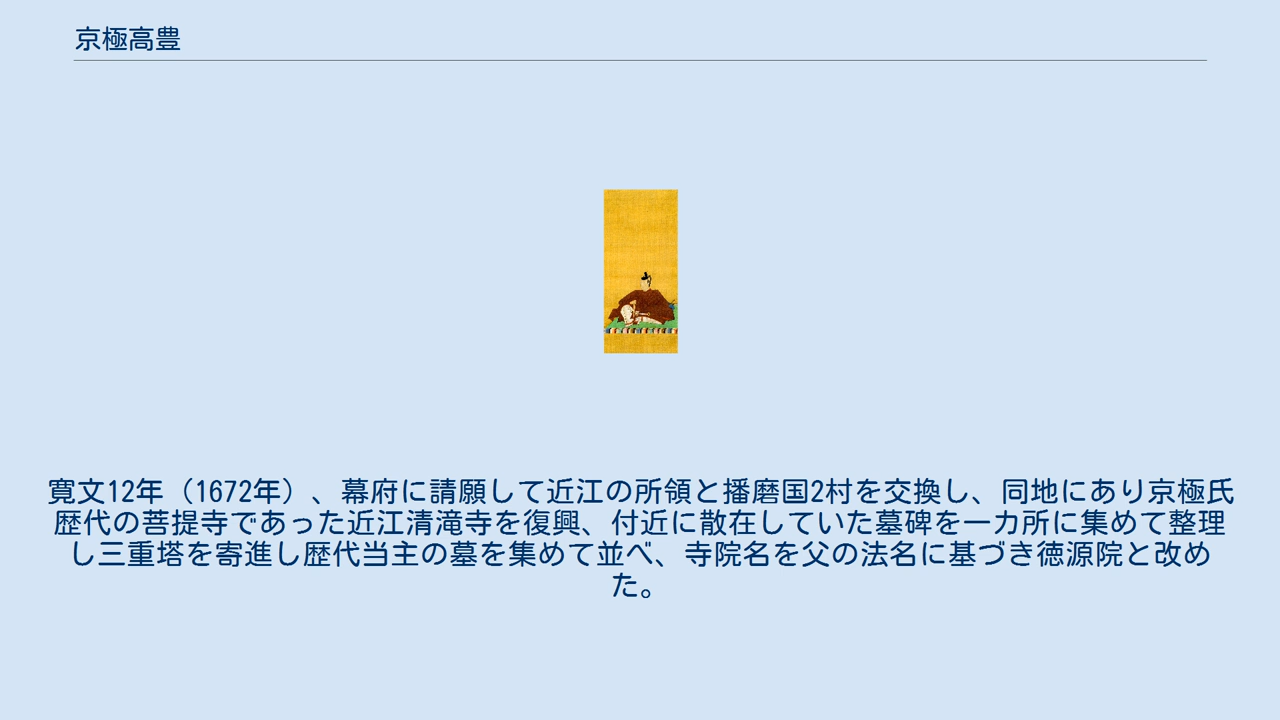 京極高豊
寛文12年（1672年）、幕府に請願して近江の所領と播磨国2村を交換し、同地にあり京極氏
歴代の菩提寺であった近江清滝寺を復興、付近に散在していた墓碑を一カ所に集めて整理
し三重塔を寄進し歴代当主の墓を集めて並べ、寺院名を父の法名に基づき徳源院と改め
た。